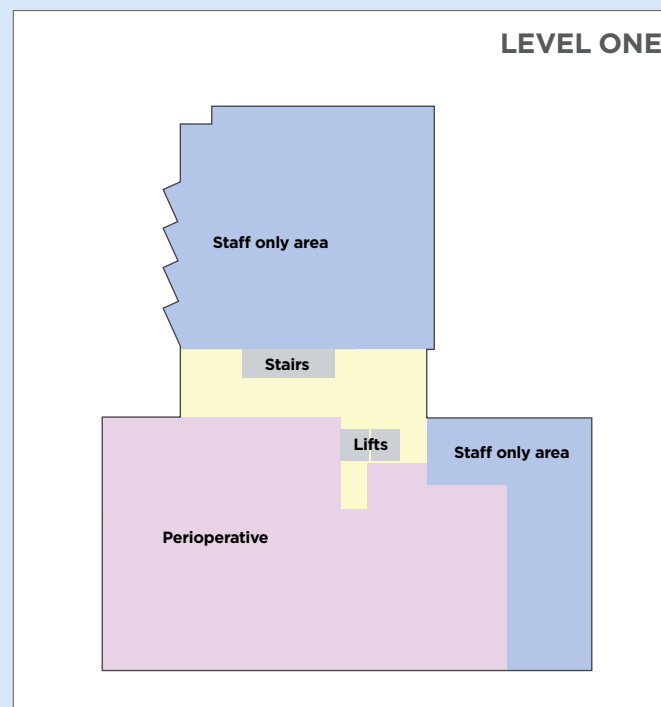 LEVEL ONE
Staff only area
Stairs
Lifts
Staff only area
Perioperative